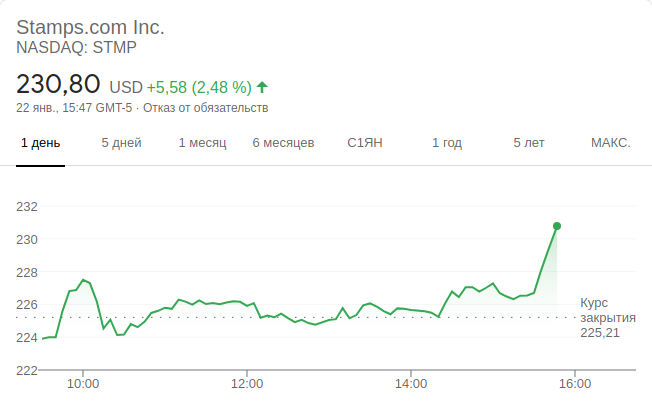 Stamps.com Inc.
NASDAQ: STMP
230,80 USD +5,58 (2,48 %)
22 янв., 15:47 GMT-5 · Отказ от обязательств
1 день 5 дней 1 месяц 6 месяцев С1ЯН 1 год 5 лет МАКС.
232
230
228
226
224
222
Курс
закрытия
225,21
10:00 12:00 14:00 16:00